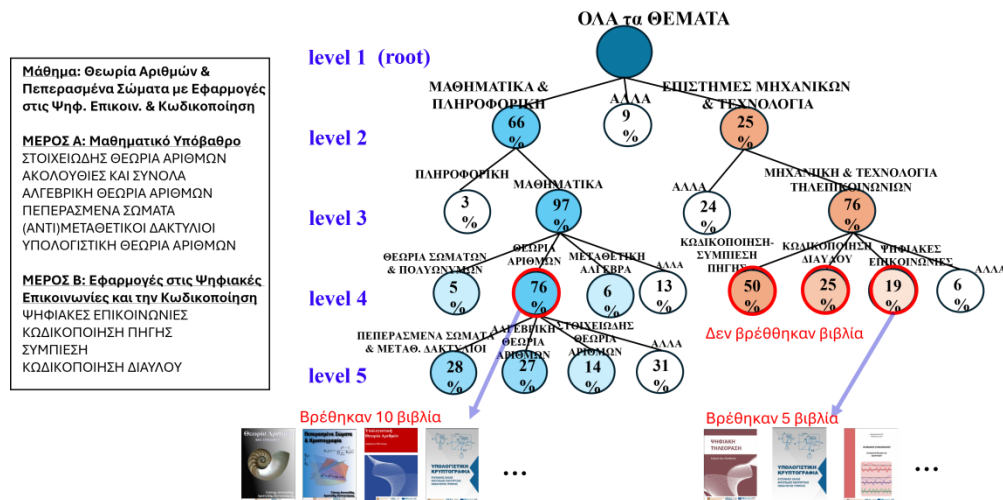 ΟΛΑ τα ΘΕΜΑΤΑ
level 1 (root)
Μάθημα: Θεωρία Αριθμών &
Πεπερασμένα Σώματα με Εφαρμογές
στις Ψηφ. Επικοιν. & Κωδικοποίηση
ΜΕΡΟΣ Α: Μαθηματικό Υπόβαθρο
ΣΤΟΙΧΕΙΩΔΗΣ ΘΕΩΡΙΑ ΑΡΙΘΜΩΝ
ΑΚΟΛΟΥΘΙΕΣ ΚΑΙ ΣΥΝΟΛΑ
ΑΛΓΕΒΡΙΚΗ ΘΕΩΡΙΑ ΑΡΙΘΜΩΝ
ΠΕΠΕΡΑΣΜΕΝΑ ΣΩΜΑΤΑ
(ΑΝΤΙ)ΜΕΤΑΘΕΤΙΚΟΙ ΔΑΚΤΥΛΙΟΙ
ΥΠΟΛΟΓΙΣΤΙΚΗ ΘΕΩΡΙΑ ΑΡΙΘΜΩΝ
ΜΕΡΟΣ Β: Εφαρμογές στις Ψηφιακές
Επικοινωνίες και την Κωδικοποίηση
ΨΗΦΙΑΚΕΣ ΕΠΙΚΟΙΝΩΝΙΕΣ
ΚΩΔΙΚΟΠΟΙΗΣΗ ΠΗΓΗΣ
ΣΥΜΠΙΕΣΗ
ΚΩΔΙΚΟΠΟΙΗΣΗ ΔΙΑΥΛΟΥ
ΜΑΘΗΜΑΤΙΚΑ &
ΠΛΗΡΟΦΟΡΙΚΗ
ΑΛΛΑ
ΕΠΙΣΤΗΜΕΣ ΜΗΧΑΝΙΚΩΝ
& ΤΕΧΝΟΛΟΓΙΑ
level 2
66
%
9
%
25
%
ΠΛΗΡΟΦΟΡΙΚΗ
ΜΑΘΗΜΑΤΙΚΑ
ΑΛΛΑ
ΜΗΧΑΝΙΚΗ & ΤΕΧΝΟΛΟΓΙΑ
ΤΗΛΕΠΙΚΟΙΝΩΝΙΩΝ
level 3
3
%
97
%
24
%
76
%
ΘΕΩΡΙΑ ΣΩΜΑΤΩΝ
& ΠΟΛΥΩΝΥΜΩΝ
ΘΕΩΡΙΑ
ΑΡΙΘΜΩΝ
ΜΕΤΑΘΕΤΙΚΗ
ΑΛΓΕΒΡΑ
ΑΛΛΑ
ΚΩΔΙΚΟΠΟΙΗΣΗ-
ΣΥΜΠΙΕΣΗ
ΠΗΓΗΣ
ΚΩΔΙΚΟΠΟΙΗΣΗ
ΔΙΑΥΛΟΥ
ΨΗΦΙΑΚΕΣ
ΕΠΙΚΟΙΝΩΝΙΕΣ
ΑΛΛΑ
level 4
5
%
76
%
6
%
13
%
50
%
25
%
19
%
6
%
Δεν βρέθηκαν βιβλία
ΠΕΠΕΡΑΣΜΕΝΑ ΣΩΜΑΤΑ
& ΜΕΤΑΘ. ΔΑΚΤΥΛΙΟΙ
ΑΛΓΕΒΡΙΚΗ
ΘΕΩΡΙΑ
ΑΡΙΘΜΩΝ
ΣΤΟΙΧΕΙΩΔΗΣ
ΘΕΩΡΙΑ
ΑΡΙΘΜΩΝ
ΑΛΛΑ
level 5
28
%
27
%
14
%
31
%
Βρέθηκαν 10 βιβλία
Βρέθηκαν 5 βιβλία
Θεωρία Αριθμών
Πεπερασμένα Σώματα
& Κρυπτογραφία
Υπολογιστική
Θεωρία Αριθμών
ΥΠΟΛΟΓΙΣΤΙΚΗ
ΚΡΥΠΤΟΓΡΑΦΙΑ
...
ΨΗΦΙΑΚΗ
ΤΗΛΕΟΡΑΣΗ
ΥΠΟΛΟΓΙΣΤΙΚΗ
ΚΡΥΠΤΟΓΡΑΦΙΑ
...